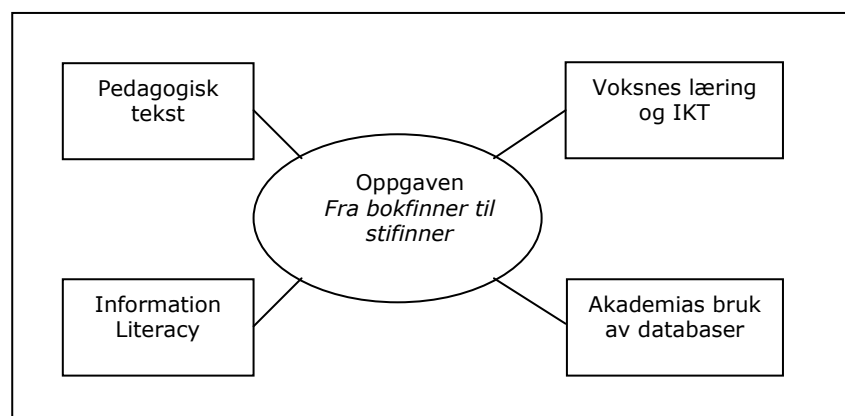 Pedagogisk
tekst
Voksnes læring
og IKT
Oppgaven
Fra bokfinner til
stifinner
Information
Literacy
Akademias bruk
av databaser